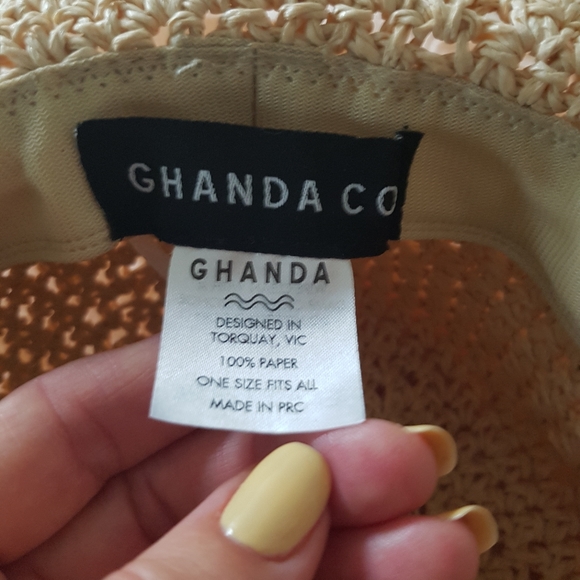 GHANDA CO
GHANDA
DESIGNED IN
TORQUAY, VIC
100% PAPER
ONE SIZE FITS ALL
MADE IN PRC